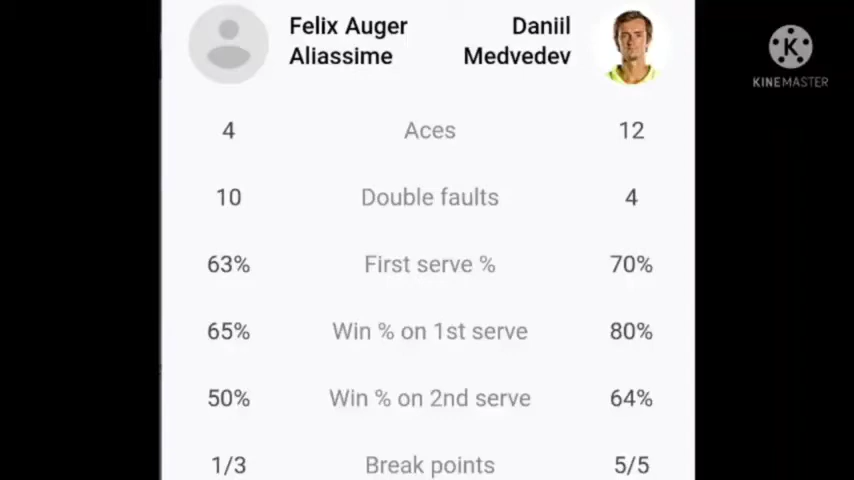 Felix Auger Aliassime
Daniil Medvedev
KINEMASTER
4 Aces 12
10 Double faults 4
63% First serve % 70%
65% Win % on 1st serve 80%
50% Win % on 2nd serve 64%
1/3 Break points 5/5